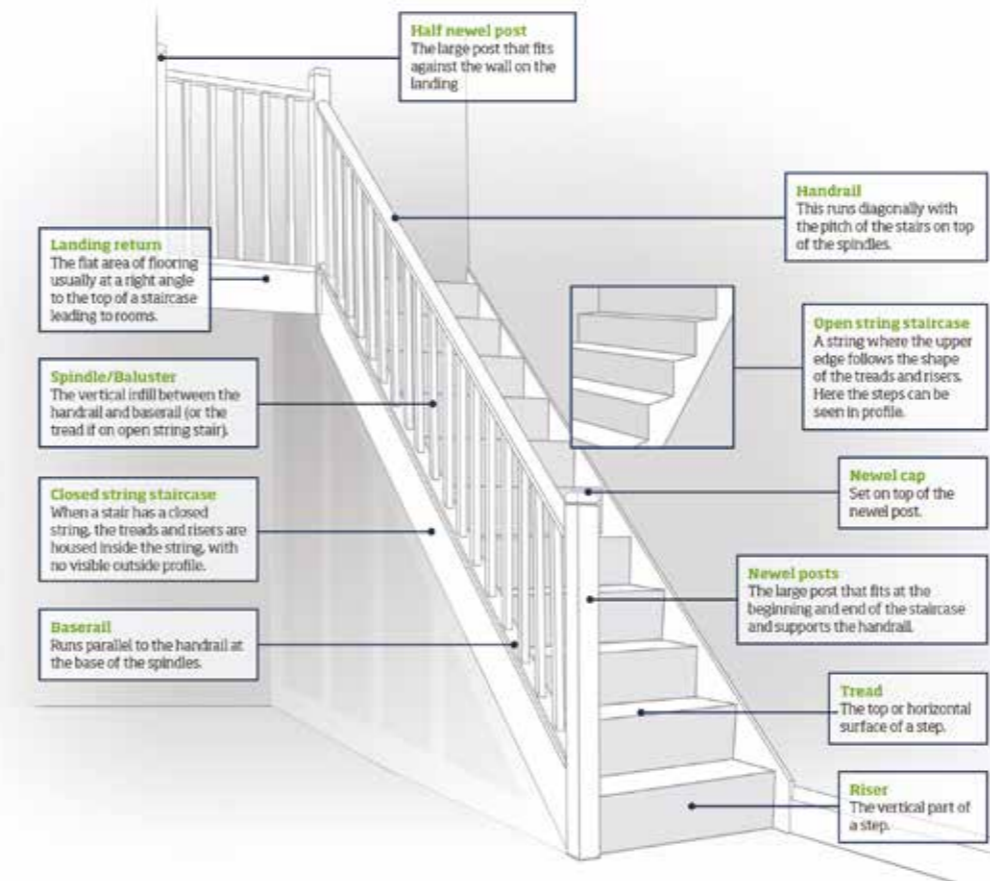 Half newel post
The large post that fits
against the wall on the
landing
Handrail
This runs diagonally with
the pitch of the stairs on top
of the spindles.
Landing return
The flat area of flooring
usually at a right angle
to the top of a staircase
leading to rooms.
Open string staircase
A string where the upper
edge follows the shape
of the treads and risers.
Here the steps can be
seen in profile.
Spindle/Baluster
The vertical infill between the
handrail and baserail (or the
tread if on open string stair).
Newel cap
Set on top of the
newel post.
Closed string staircase
When a stair has a closed
string, the treads and risers are
housed inside the string, with
no visible outside profile.
Newel posts
The large post that fits at the
beginning and end of the staircase
and supports the handrail.
Baserail
Runs parallel to the handrail at
the base of the spindles.
Tread
The top or horizontal
surface of a step.
Riser
The vertical part of
a step.